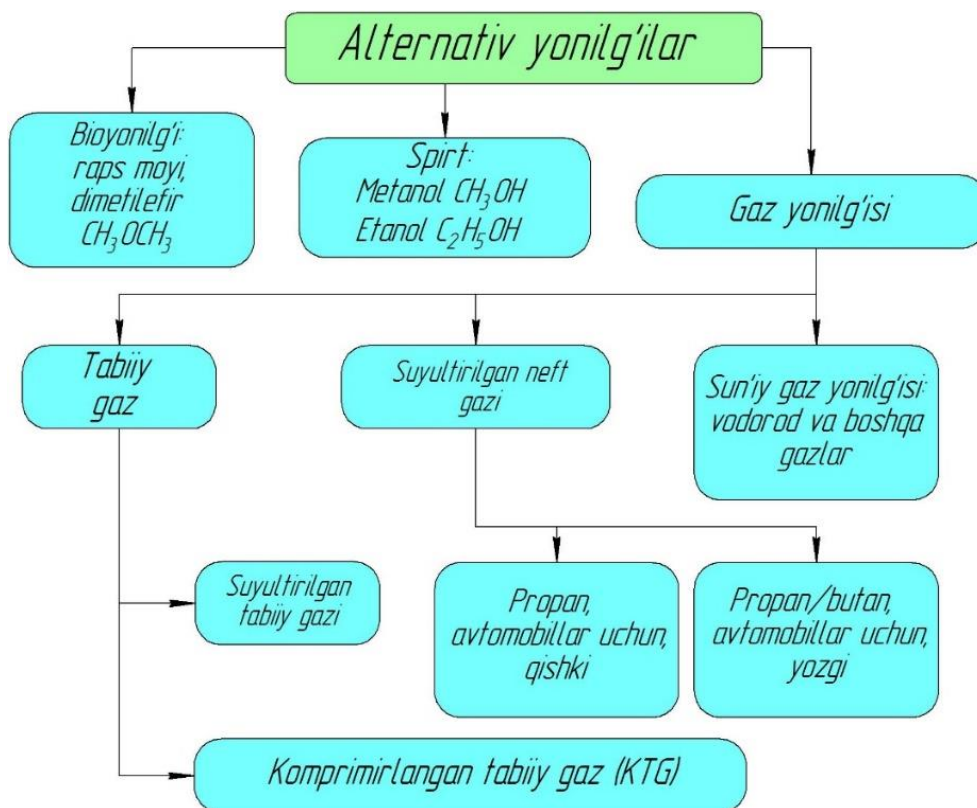 Alternativ yonilg'ilar
Bioyonilg'i:
raps moyi,
dimetilefir
CH₃OCH₃
Spirt:
Metanol CH₃OH
Etanol C₂H₅OH
Gaz yonilg'isi
Tabiiy
gaz
Suyultirilgan neft
gazi
Sun'iy gaz yonilg'isi:
vodorod va boshqa
gazlar
Suyultirilgan
tabiiy gazi
Propan,
avtomobillar uchun,
qishki
Propan/butan,
avtomobillar uchun,
yozgi
Komprimirlangan tabiiy gaz (KTG)